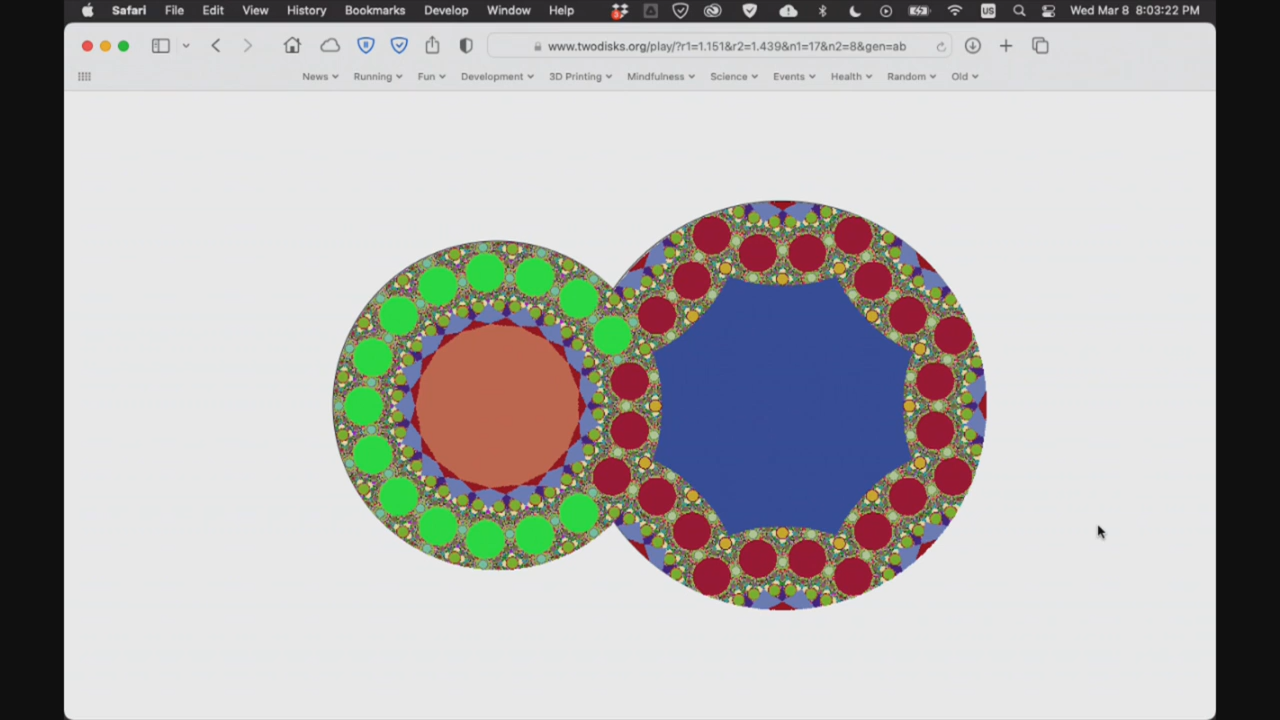 Safari File Edit View History Bookmarks Develop Window Help US Wed Mar 8 8:03:22 PM
www.twodisks.org/play/?r1=1.151&r2=1.439&n1=17&n2=8&gen=ab
News Running Fun Development 3D Printing Mindfulness Science Events Health Random Old